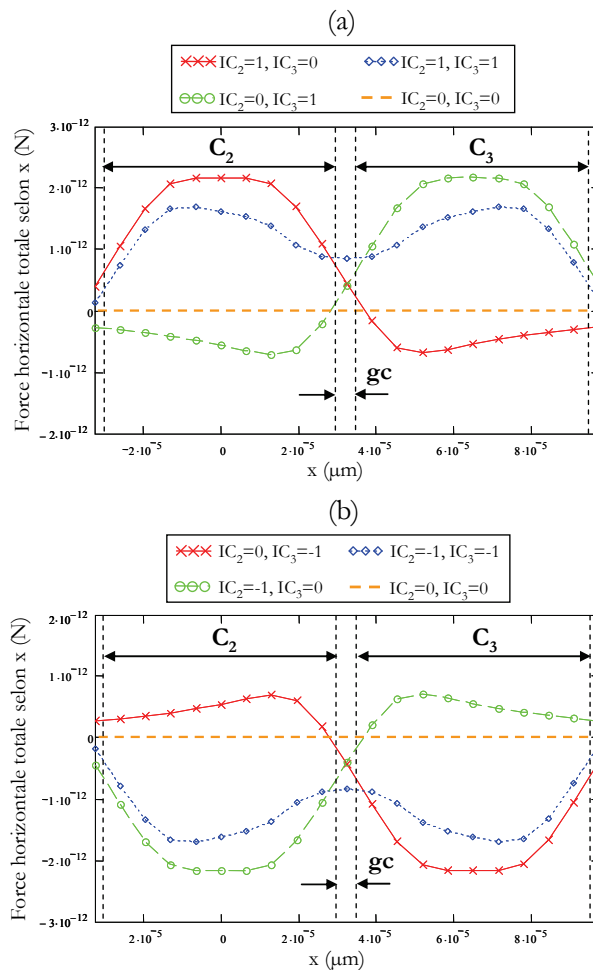 (a)
IC₂=1, IC₃=0 IC₂=1, IC₃=1
IC₂=0, IC₃=1 IC₂=0, IC₃=0
Force horizontale totale selon x (N)
3·10⁻¹²
2·10⁻¹²
1·10⁻¹²
0
-1·10⁻¹²
-2·10⁻¹²
C₂ C₃
gc
−2·10⁻⁵ 0 2·10⁻⁵ 4·10⁻⁵ 6·10⁻⁵ 8·10⁻⁵
x (μm)
(b)
IC₂=0, IC₃=-1 IC₂=-1, IC₃=-1
IC₂=-1, IC₃=0 IC₂=0, IC₃=0
Force horizontale totale selon x (N)
2·10⁻¹²
1·10⁻¹²
0
-1·10⁻¹²
-2·10⁻¹²
-3·10⁻¹²
C₂ C₃
gc
2·10⁻⁵ 0 2·10⁻⁵ 4·10⁻⁵ 6·10⁻⁵ 8·10⁻⁵
x (μm)